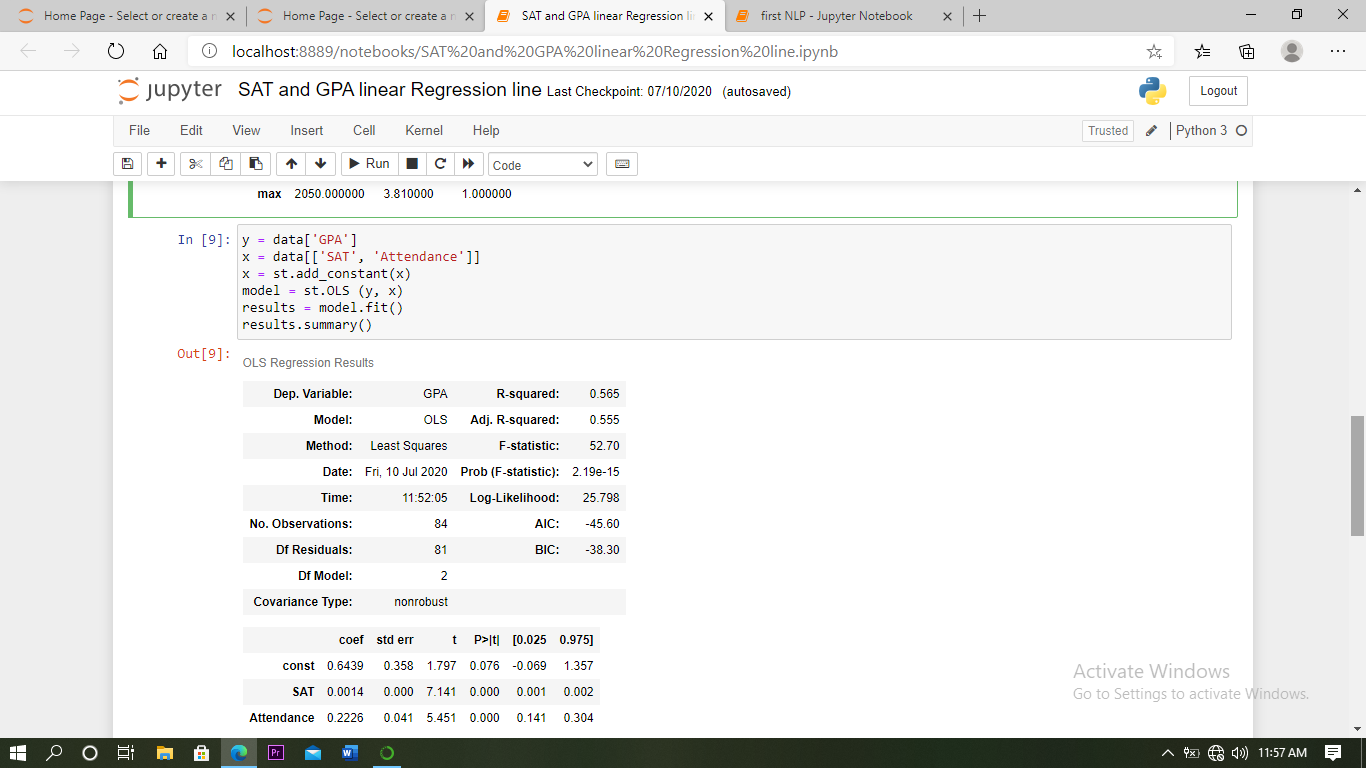 Home Page - Select or create a n
Home Page - Select or create a n
SAT and GPA linear Regression li
first NLP - Jupyter Notebook
localhost:8889/notebooks/SAT%20and%20GPA%20linear%20Regression%20line.ipynb
jupyter SAT and GPA linear Regression line Last Checkpoint: 07/10/2020 (autosaved)
Logout
File Edit View Insert Cell Kernel Help
Trusted Python 3
Run Code
max 2050.000000 3.810000 1.000000
In [9]: y = data['GPA']
x = data[['SAT', 'Attendance']]
x = st.add_constant(x)
model = st.OLS (y, x)
results = model.fit()
results.summary()
Out[9]:
OLS Regression Results
Dep. Variable: GPA R-squared: 0.565
Model: OLS Adj. R-squared: 0.555
Method: Least Squares F-statistic: 52.70
Date: Fri, 10 Jul 2020 Prob (F-statistic): 2.19e-15
Time: 11:52:05 Log-Likelihood: 25.798
No. Observations: 84 AIC: -45.60
Df Residuals: 81 BIC: -38.30
Df Model: 2
Covariance Type: nonrobust
coef std err t P>|t| [0.025 0.975]
const 0.6439 0.358 1.797 0.076 -0.069 1.357
SAT 0.0014 0.000 7.141 0.000 0.001 0.002
Attendance 0.2226 0.041 5.451 0.000 0.141 0.304
Activate Windows
Go to Settings to activate Windows.
Pr
W
11:57 AM